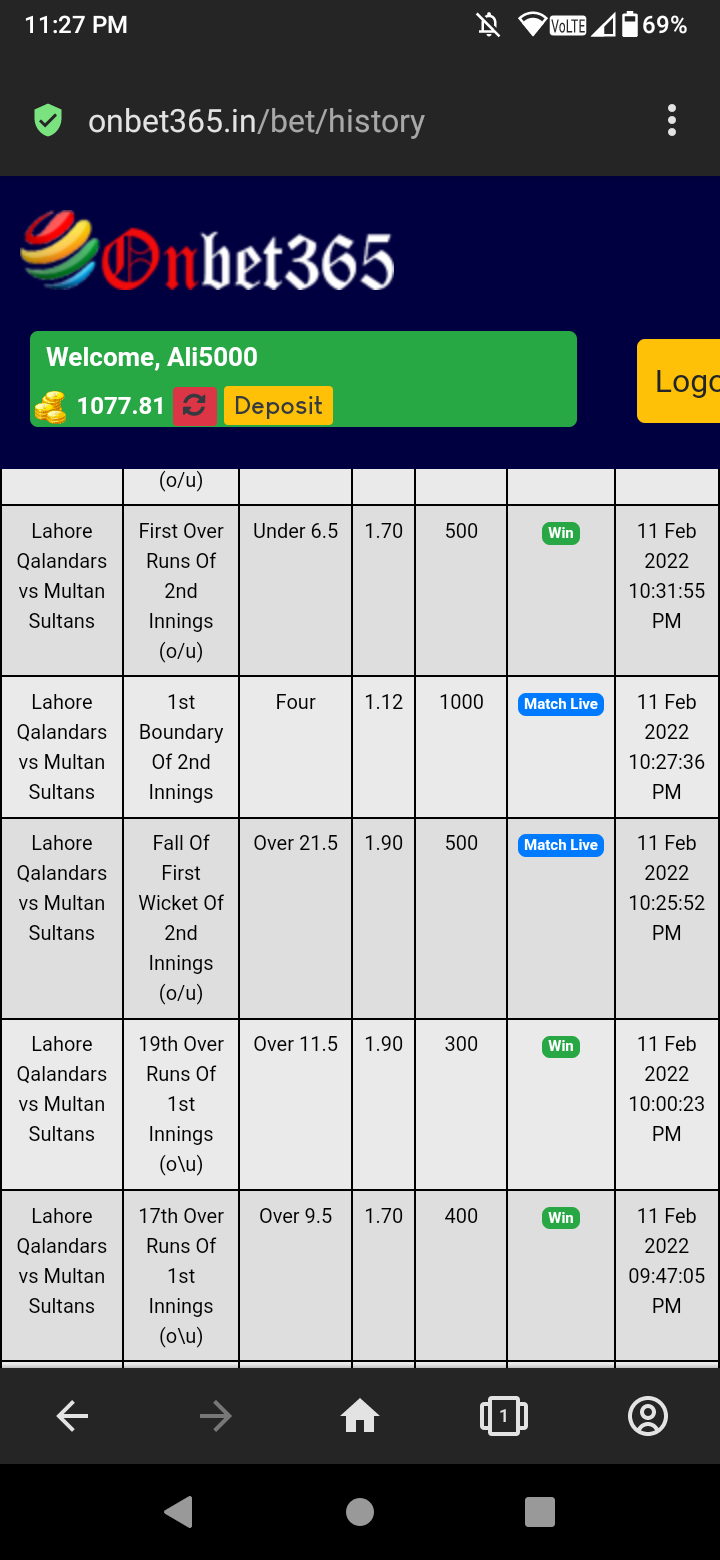 11:27 PM
VoLTE
69%
onbet365.in/bet/history
Onbet365
Welcome, Ali5000
1077.81
Deposit
Logo
(o/u)
Lahore
Qalandars
vs Multan
Sultans
First Over
Runs Of
2nd
Innings
(o/u)
Under 6.5
1.70
500
Win
11 Feb
2022
10:31:55
PM
Lahore
Qalandars
vs Multan
Sultans
1st
Boundary
Of 2nd
Innings
Four
1.12
1000
Match Live
11 Feb
2022
10:27:36
PM
Lahore
Qalandars
vs Multan
Sultans
Fall Of
First
Wicket Of
2nd
Innings
(o/u)
Over 21.5
1.90
500
Match Live
11 Feb
2022
10:25:52
PM
Lahore
Qalandars
vs Multan
Sultans
19th Over
Runs Of
1st
Innings
(o\u)
Over 11.5
1.90
300
Win
11 Feb
2022
10:00:23
PM
Lahore
Qalandars
vs Multan
Sultans
17th Over
Runs Of
1st
Innings
(o\u)
Over 9.5
1.70
400
Win
11 Feb
2022
09:47:05
PM
1